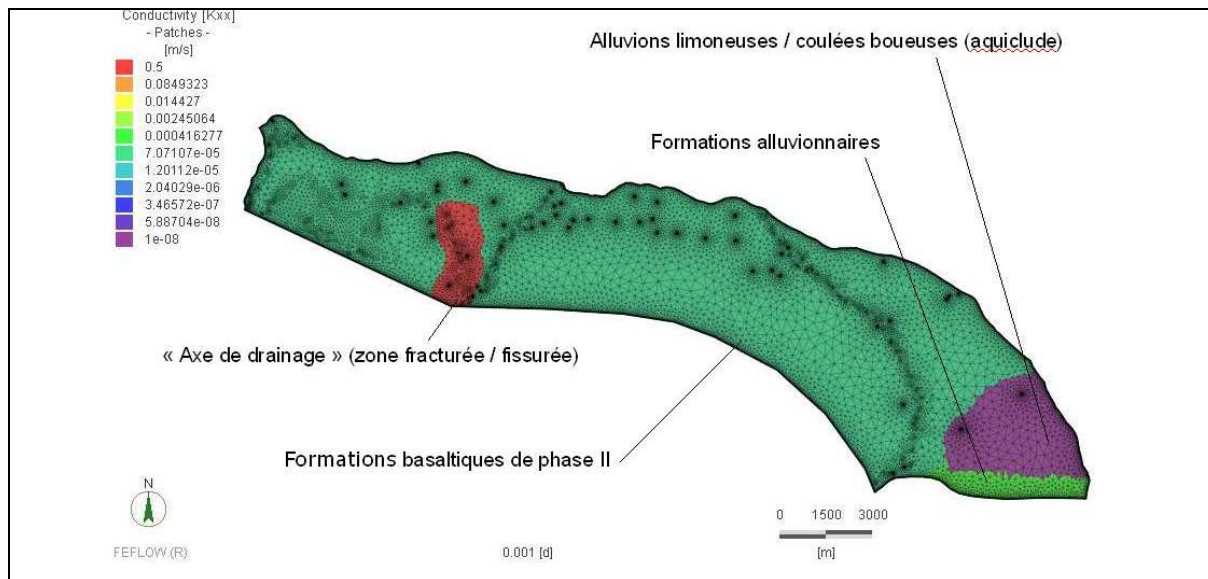 Conductivity [Kxx]
- Patches -
[m/s]
0.5
0.0849323
0.014427
0.00245064
0.000416277
7.07107e-05
1.20112e-05
2.04029e-06
3.46572e-07
5.88704e-08
1e-08
Alluvions limoneuses / coulées boueuses (aquiclude)
Formations alluvionnaires
« Axe de drainage » (zone fracturée / fissurée)
Formations basaltiques de phase II
N
FEFLOW (R)
0.001 [d]
0 1500 3000
[m]